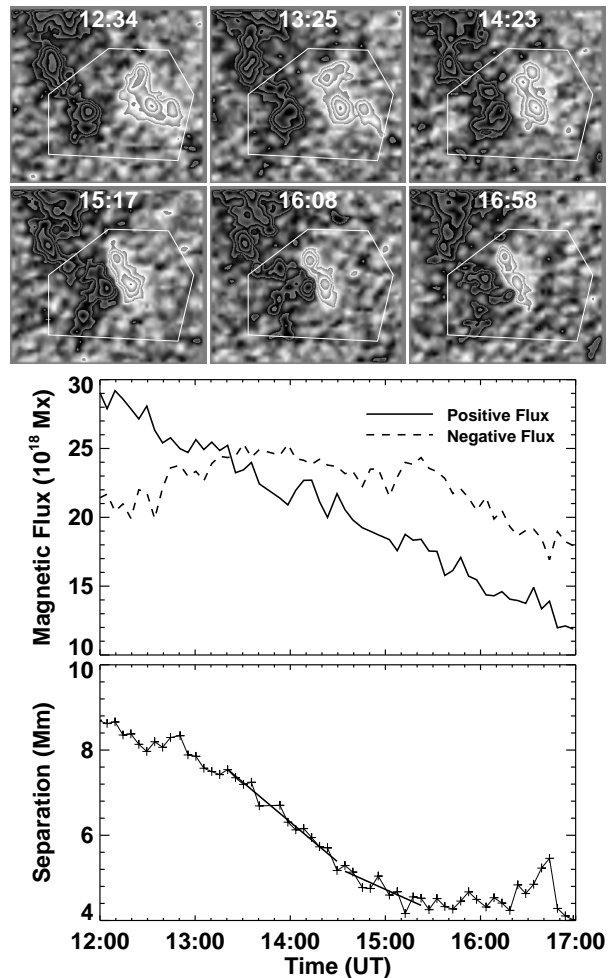 12:34
13:25
14:23
15:17
16:08
16:58
30
25
20
15
10
Magnetic Flux (10¹⁸ Mx)
Positive Flux
Negative Flux
10
8
6
4
Separation (Mm)
12:00 13:00 14:00 15:00 16:00 17:00
Time (UT)